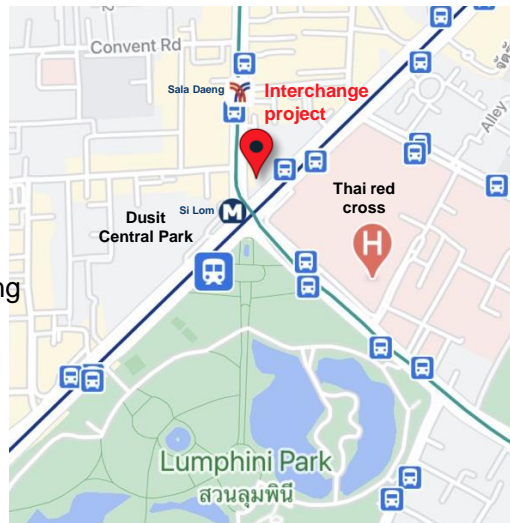 Convent Rd
Sala Daeng
Interchange
project
Alley
Thai red
cross
Dusit
Central Park
Si Lom
M
H
ng
Lumphini Park
สวนลุมพินี